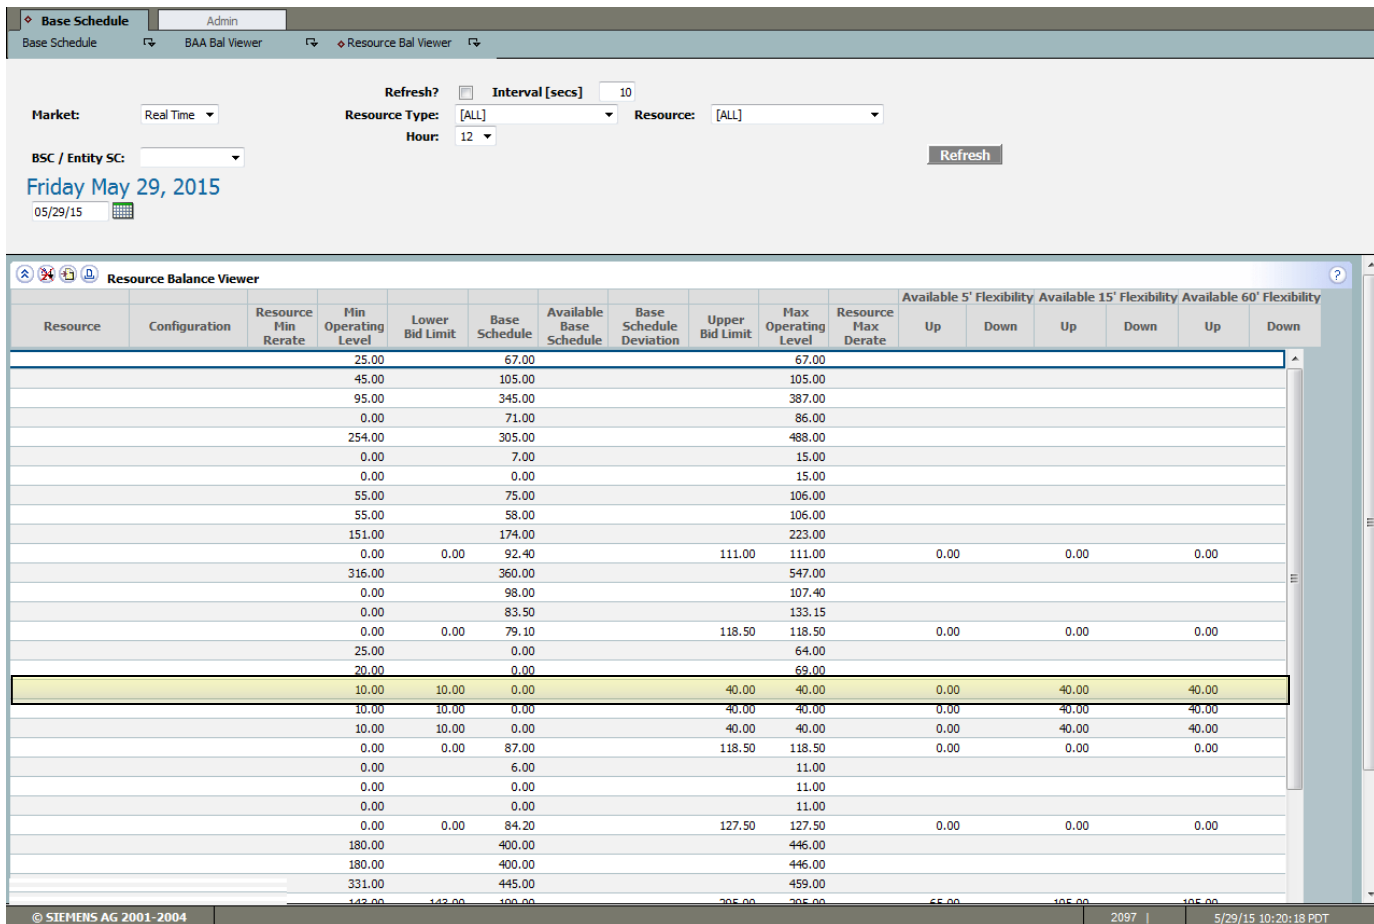 Base Schedule Admin
Base Schedule BAA Bal Viewer Resource Bal Viewer
Refresh? Interval [secs] 10
Market: Real Time Resource Type: [ALL] Resource: [ALL]
Hour: 12
BSC / Entity SC: Refresh
Friday May 29, 2015
05/29/15
Resource Balance Viewer ?
Available 5' Flexibility Available 15' Flexibility Available 60' Flexibility
Resource Configuration Resource Min Rerate Min Operating Level Lower Bid Limit Base Schedule Available Base Schedule Base Schedule Deviation Upper Bid Limit Max Operating Level Resource Max Derate Up Down Up Down Up Down
25.00 67.00 67.00
45.00 105.00 105.00
95.00 345.00 387.00
0.00 71.00 86.00
254.00 305.00 488.00
0.00 7.00 15.00
0.00 0.00 15.00
55.00 75.00 106.00
55.00 58.00 106.00
151.00 174.00 223.00
0.00 0.00 92.40 111.00 111.00 0.00 0.00 0.00
316.00 360.00 547.00
0.00 98.00 107.40
0.00 83.50 133.15
0.00 0.00 79.10 118.50 118.50 0.00 0.00 0.00
25.00 0.00 64.00
20.00 0.00 69.00
10.00 10.00 0.00 40.00 40.00 0.00 40.00 40.00
10.00 10.00 0.00 40.00 40.00 0.00 40.00 40.00
10.00 10.00 0.00 40.00 40.00 0.00 40.00 40.00
0.00 0.00 87.00 118.50 118.50 0.00 0.00 0.00
0.00 6.00 11.00
0.00 0.00 11.00
0.00 0.00 11.00
0.00 0.00 84.20 127.50 127.50 0.00 0.00 0.00
180.00 400.00 446.00
180.00 400.00 446.00
331.00 445.00 459.00
© SIEMENS AG 2001-2004 2097 | 5/29/15 10:20:18 PDT